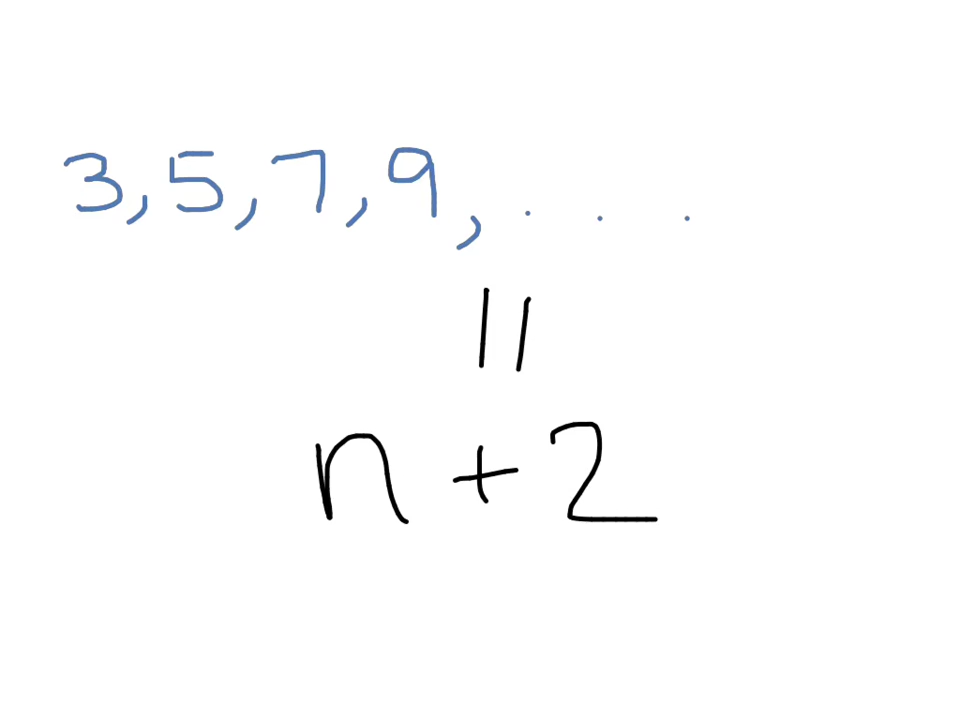 3, 5, 7, 9, . . .
=
n + 2